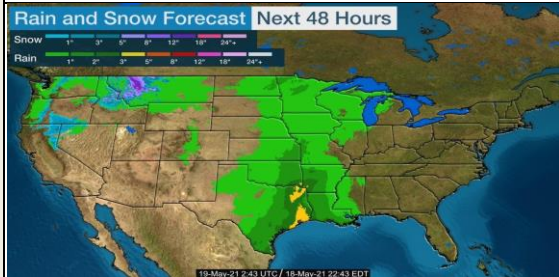 Rain and Snow Forecast Next 48 Hours
Snow 1" 3" 5" 8" 12" 18" 24"+
Rain 1" 2" 3" 5" 8" 12" 18" 24"+
19-May-21 2:43 UTC / 18-May-21 22:43 EDT